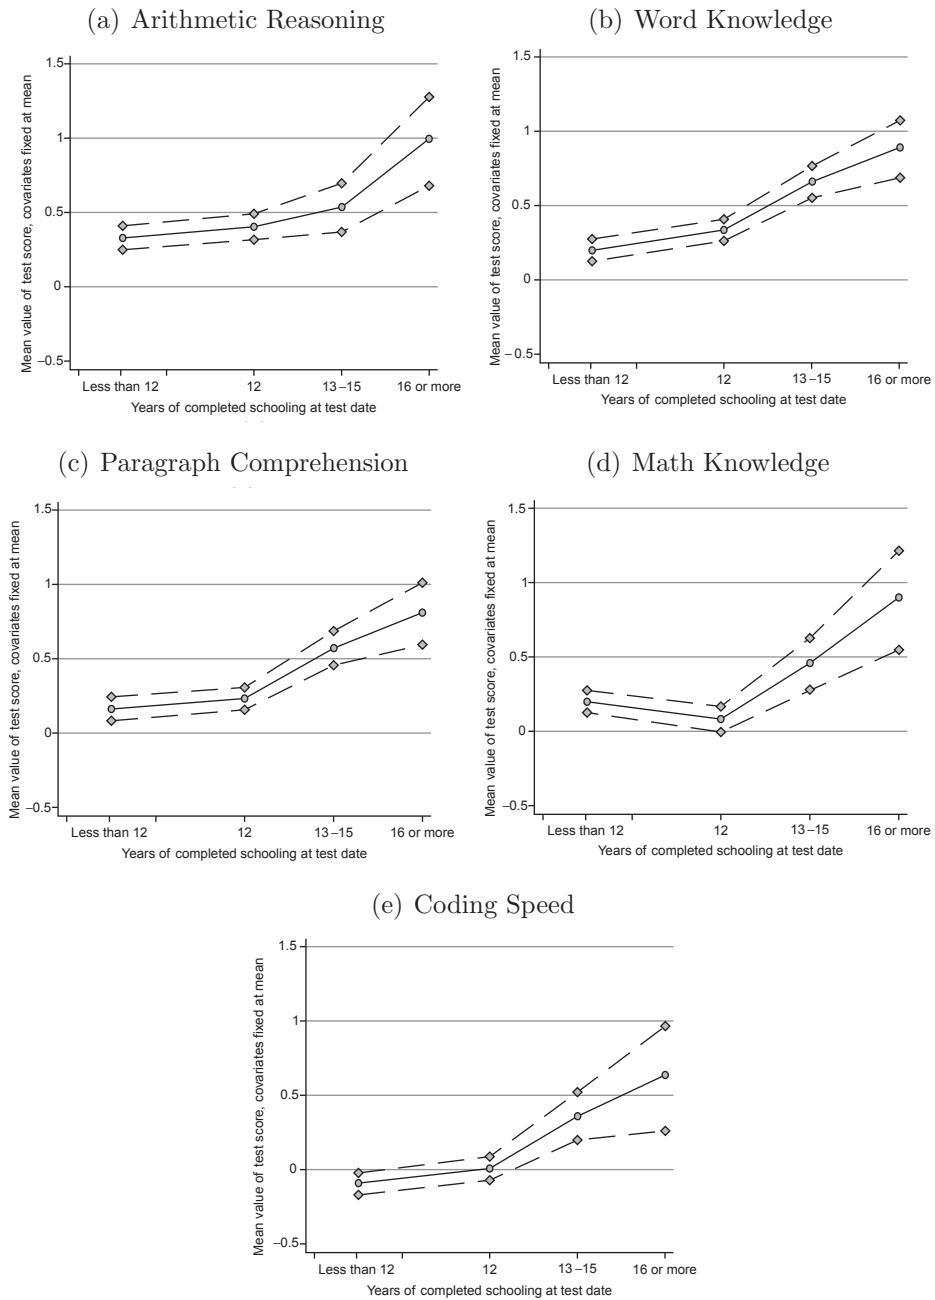 (a) Arithmetic Reasoning
Mean value of test score, covariates fixed at mean
1.5
1
0.5
0
−0.5
Less than 12
12
13–15
16 or more
Years of completed schooling at test date
(b) Word Knowledge
Mean value of test score, covariates fixed at mean
1.5
1
0.5
0
−0.5
Less than 12
12
13–15
16 or more
Years of completed schooling at test date
(c) Paragraph Comprehension
Mean value of test score, covariates fixed at mean
1.5
1
0.5
0
−0.5
Less than 12
12
13–15
16 or more
Years of completed schooling at test date
(d) Math Knowledge
Mean value of test score, covariates fixed at mean
1.5
1
0.5
0
−0.5
Less than 12
12
13–15
16 or more
Years of completed schooling at test date
(e) Coding Speed
Mean value of test score, covariates fixed at mean
1.5
1
0.5
0
−0.5
Less than 12
12
13–15
16 or more
Years of completed schooling at test date